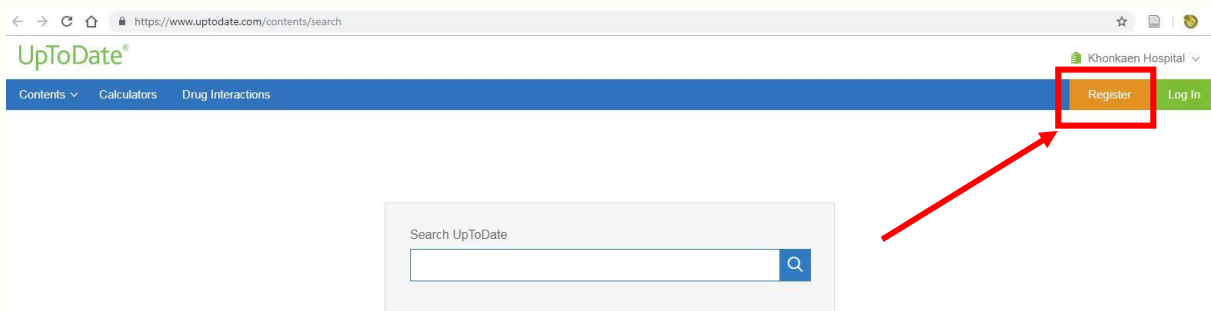 https://www.uptodate.com/contents/search
UpToDate®
Khonkaen Hospital
Contents Calculators Drug Interactions Register Log In
Search UpToDate